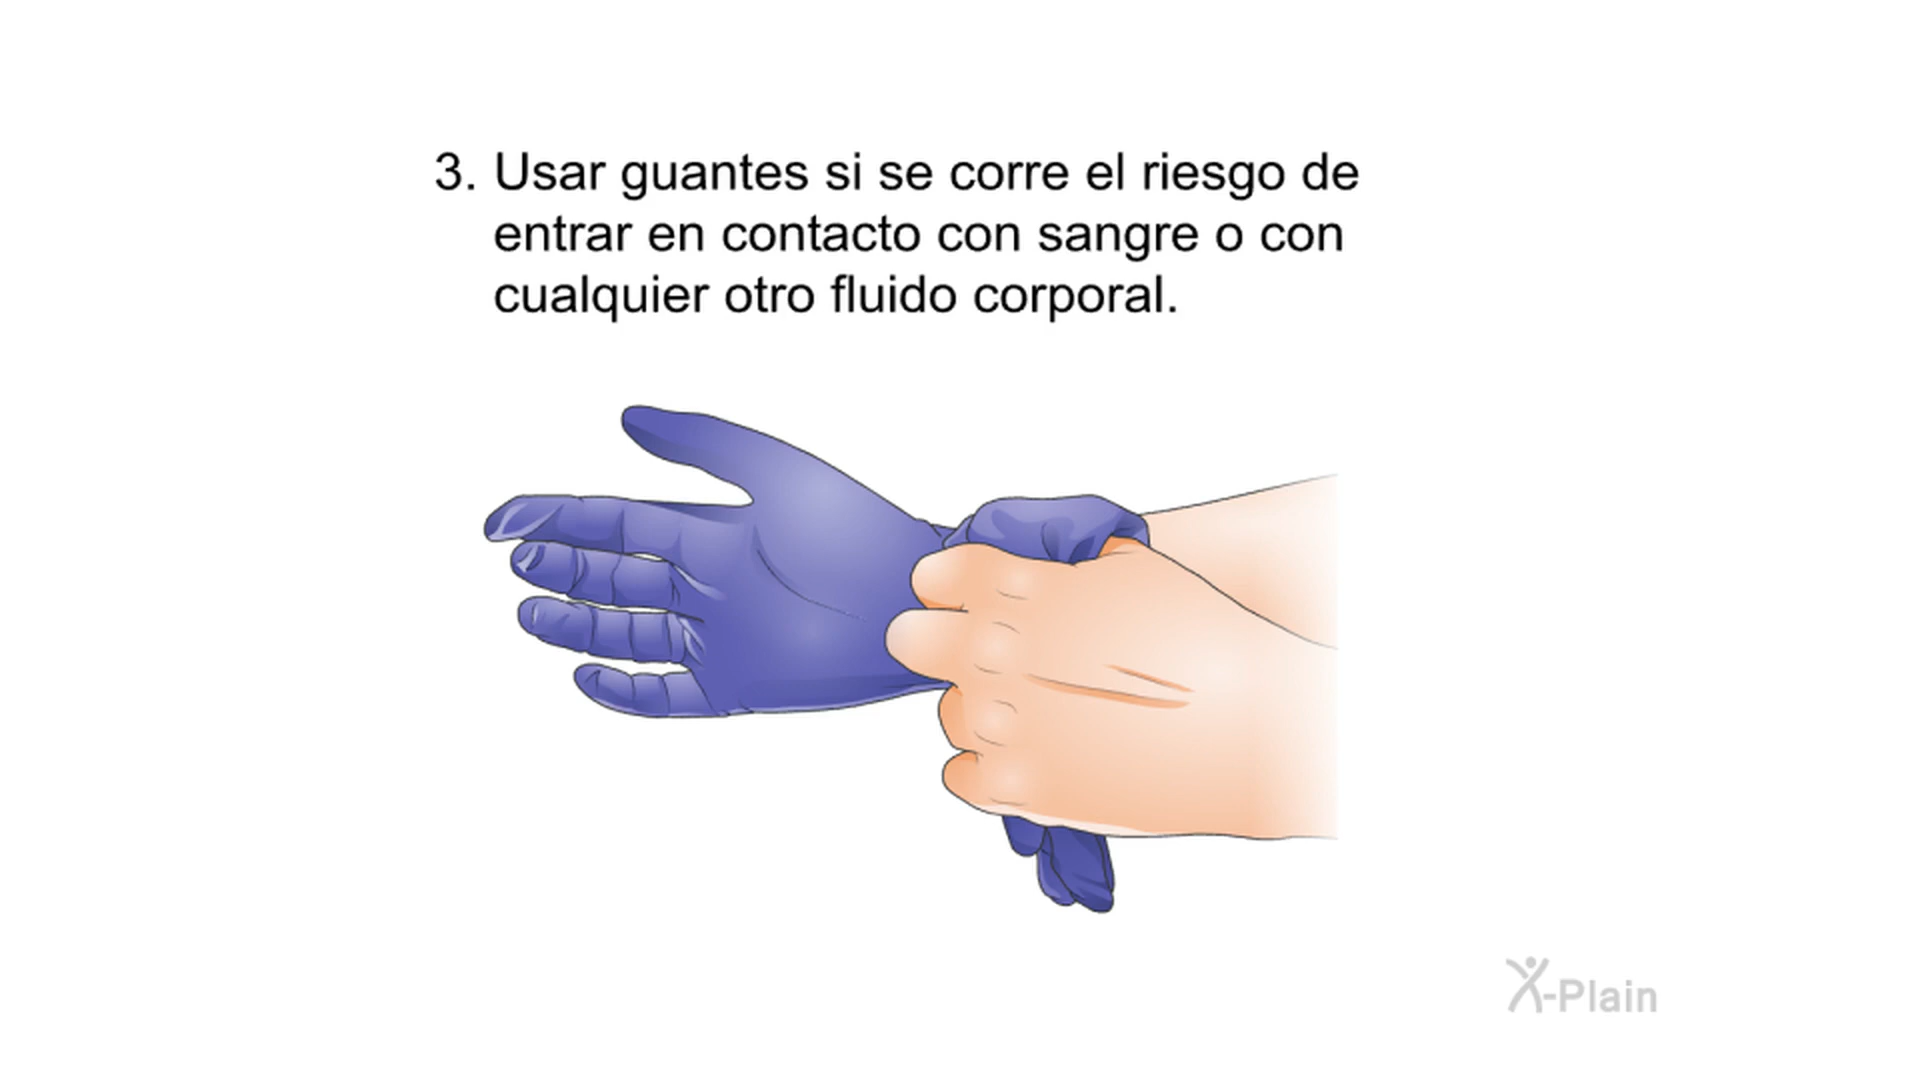 3. Usar guantes si se corre el riesgo de
entrar en contacto con sangre o con
cualquier otro fluido corporal.
X-Plain